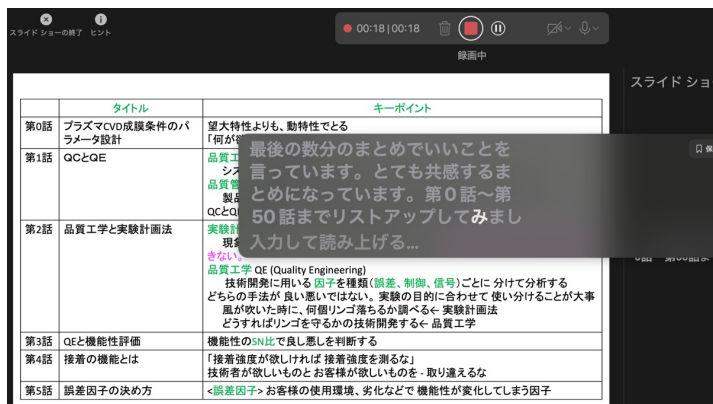 スライド ショーの終了 ヒント
00:18|00:18
録画中
スライド ショ
タイトル キーポイント
第0話 プラズマCVD成膜条件のパラメータ設計
望大特性よりも、動特性でとる
「何が
最後の数分のまとめでいいことを
言っています。とても共感するま
とめになっています。第0話〜第
50話までリストアップしてみまし
入力して読み上げる...
第1話 QCとQE
品質工
シス
品質管
製品
第2話 品質工学と実験計画法
実験計
現象
きない。
品質工学 QE (Quality Engineering)
技術開発に用いる 因子を種類(誤差、制御、信号)ごとに 分けて分析する
どちらの手法が 良い悪いではない。実験の目的に合わせて 使い分けることが大事
風が吹いた時に、何個リンゴ落ちるか調べる← 実験計画法
どうすればリンゴを守るかの技術開発する← 品質工学
第3話 QEと機能性評価 機能性のSN比で良し悪しを判断する
第4話 接着の機能とは 「接着強度が欲しければ 接着強度を測るな」
技術者が欲しいものと お客様が欲しいものを - 取り違えるな
第5話 誤差因子の決め方 <誤差因子> お客様の使用環境、劣化などで 機能性が変化してしまう因子